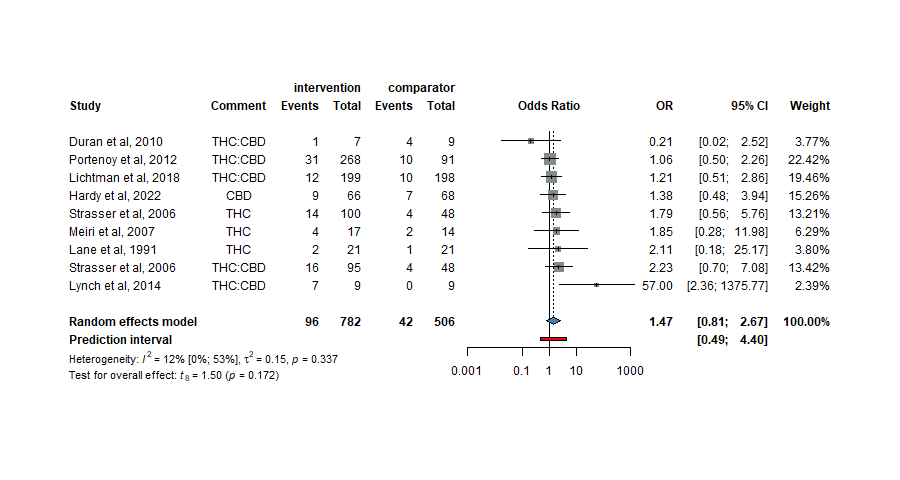 intervention comparator
Study Comment Events Total Events Total Odds Ratio OR 95% CI Weight
Duran et al, 2010 THC:CBD 1 7 4 9 0.21 [0.02; 2.52] 3.77%
Portenoy et al, 2012 THC:CBD 31 268 10 91 1.06 [0.50; 2.26] 22.42%
Lichtman et al, 2018 THC:CBD 12 199 10 198 1.21 [0.51; 2.86] 19.46%
Hardy et al, 2022 CBD 9 66 7 68 1.38 [0.48; 3.94] 15.26%
Strasser et al, 2006 THC 14 100 4 48 1.79 [0.56; 5.76] 13.21%
Meiri et al, 2007 THC 4 17 2 14 1.85 [0.28; 11.98] 6.29%
Lane et al, 1991 THC 2 21 1 21 2.11 [0.18; 25.17] 3.80%
Strasser et al, 2006 THC:CBD 16 95 4 48 2.23 [0.70; 7.08] 13.42%
Lynch et al, 2014 THC:CBD 7 9 0 9 57.00 [2.36; 1375.77] 2.39%
Random effects model 96 782 42 506 1.47 [0.81; 2.67] 100.00%
Prediction interval [0.49; 4.40]
Heterogeneity: I² = 12% [0%; 53%], τ² = 0.15, p = 0.337
Test for overall effect: t₈ = 1.50 (p = 0.172)
0.001 0.1 1 10 1000